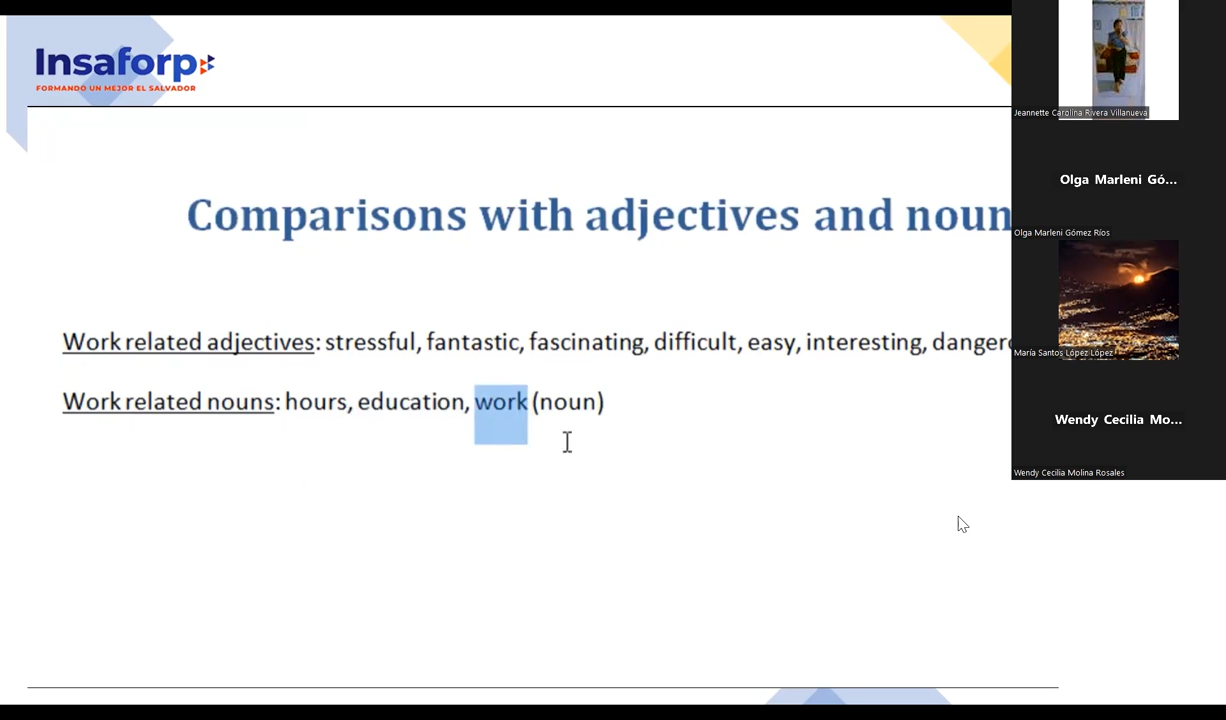 Insaforp
FORMANDO UN MEJOR EL SALVADOR
Comparisons with adjectives and noun
Work related adjectives: stressful, fantastic, fascinating, difficult, easy, interesting, dangero
Work related nouns: hours, education, work (noun)
Jeannette Carolina Rivera Villanueva
Olga Marleni Gó...
Olga Marleni Gómez Ríos
María Santos López López
Wendy Cecilia Mo...
Wendy Cecilia Molina Rosales